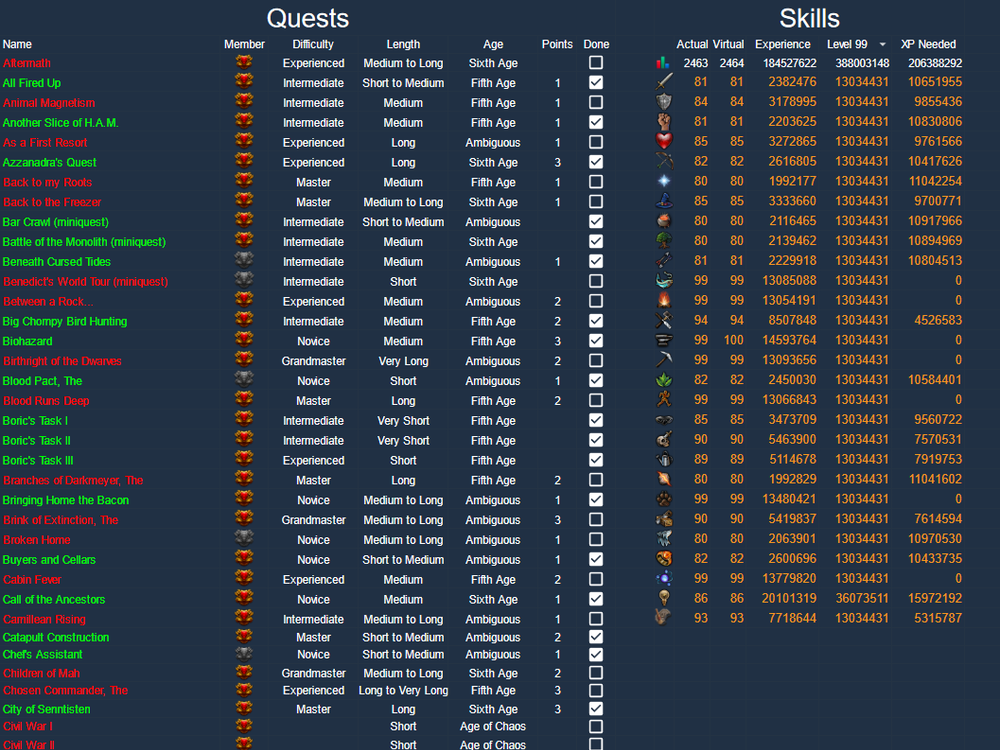 Quests
Name Member Difficulty Length Age Points Done
Aftermath Experienced Medium to Long Sixth Age
All Fired Up Intermediate Short to Medium Fifth Age 1
Animal Magnetism Intermediate Medium Fifth Age 1
Another Slice of H.A.M. Intermediate Medium Fifth Age 1
As a First Resort Experienced Long Ambiguous 1
Azzanadra's Quest Experienced Long Sixth Age 3
Back to my Roots Master Medium Fifth Age 1
Back to the Freezer Master Medium to Long Sixth Age 1
Bar Crawl (miniquest) Intermediate Short to Medium Ambiguous
Battle of the Monolith (miniquest) Intermediate Medium Sixth Age
Beneath Cursed Tides Intermediate Medium Ambiguous 1
Benedict's World Tour (miniquest) Intermediate Short Sixth Age
Between a Rock... Experienced Medium Ambiguous 2
Big Chompy Bird Hunting Intermediate Medium Fifth Age 2
Biohazard Novice Medium Fifth Age 3
Birthright of the Dwarves Grandmaster Very Long Ambiguous 2
Blood Pact, The Novice Short Ambiguous 1
Blood Runs Deep Master Long Fifth Age 2
Boric's Task I Intermediate Very Short Fifth Age
Boric's Task II Intermediate Very Short Fifth Age
Boric's Task III Experienced Short Fifth Age
Branches of Darkmeyer, The Master Long Fifth Age 2
Bringing Home the Bacon Novice Medium to Long Ambiguous 1
Brink of Extinction, The Grandmaster Medium to Long Ambiguous 3
Broken Home Novice Medium to Long Ambiguous 1
Buyers and Cellars Novice Short to Medium Ambiguous 1
Cabin Fever Experienced Medium Fifth Age 2
Call of the Ancestors Novice Medium Sixth Age 1
Camillean Rising Intermediate Medium to Long Ambiguous 1
Catapult Construction Master Short to Medium Ambiguous 2
Chef's Assistant Novice Short to Medium Ambiguous 1
Children of Mah Grandmaster Medium to Long Sixth Age 2
Chosen Commander, The Experienced Long to Very Long Fifth Age 3
City of Senntisten Master Long Sixth Age 3
Civil War I Short Age of Chaos
Civil War II Short Age of Chaos
Skills
Actual Virtual Experience Level 99 XP Needed
2463 2464 184527622 388003148 206388292
81 81 2382476 13034431 10651955
84 84 3178995 13034431 9855436
81 81 2203625 13034431 10830806
85 85 3272865 13034431 9761566
82 82 2616805 13034431 10417626
80 80 1992177 13034431 11042254
85 85 3333660 13034431 9700771
80 80 2116465 13034431 10917966
80 80 2139462 13034431 10894969
81 81 2229918 13034431 10804513
99 99 13085088 13034431 0
99 99 13054191 13034431 0
94 94 8507848 13034431 4526583
99 100 14593764 13034431 0
99 99 13093656 13034431 0
82 82 2450030 13034431 10584401
99 99 13066843 13034431 0
85 85 3473709 13034431 9560722
90 90 5463900 13034431 7570531
89 89 5114678 13034431 7919753
80 80 1992829 13034431 11041602
99 99 13480421 13034431 0
90 90 5419837 13034431 7614594
80 80 2063901 13034431 10970530
82 82 2600696 13034431 10433735
99 99 13779820 13034431 0
86 86 20101319 36073511 15972192
93 93 7718644 13034431 5315787